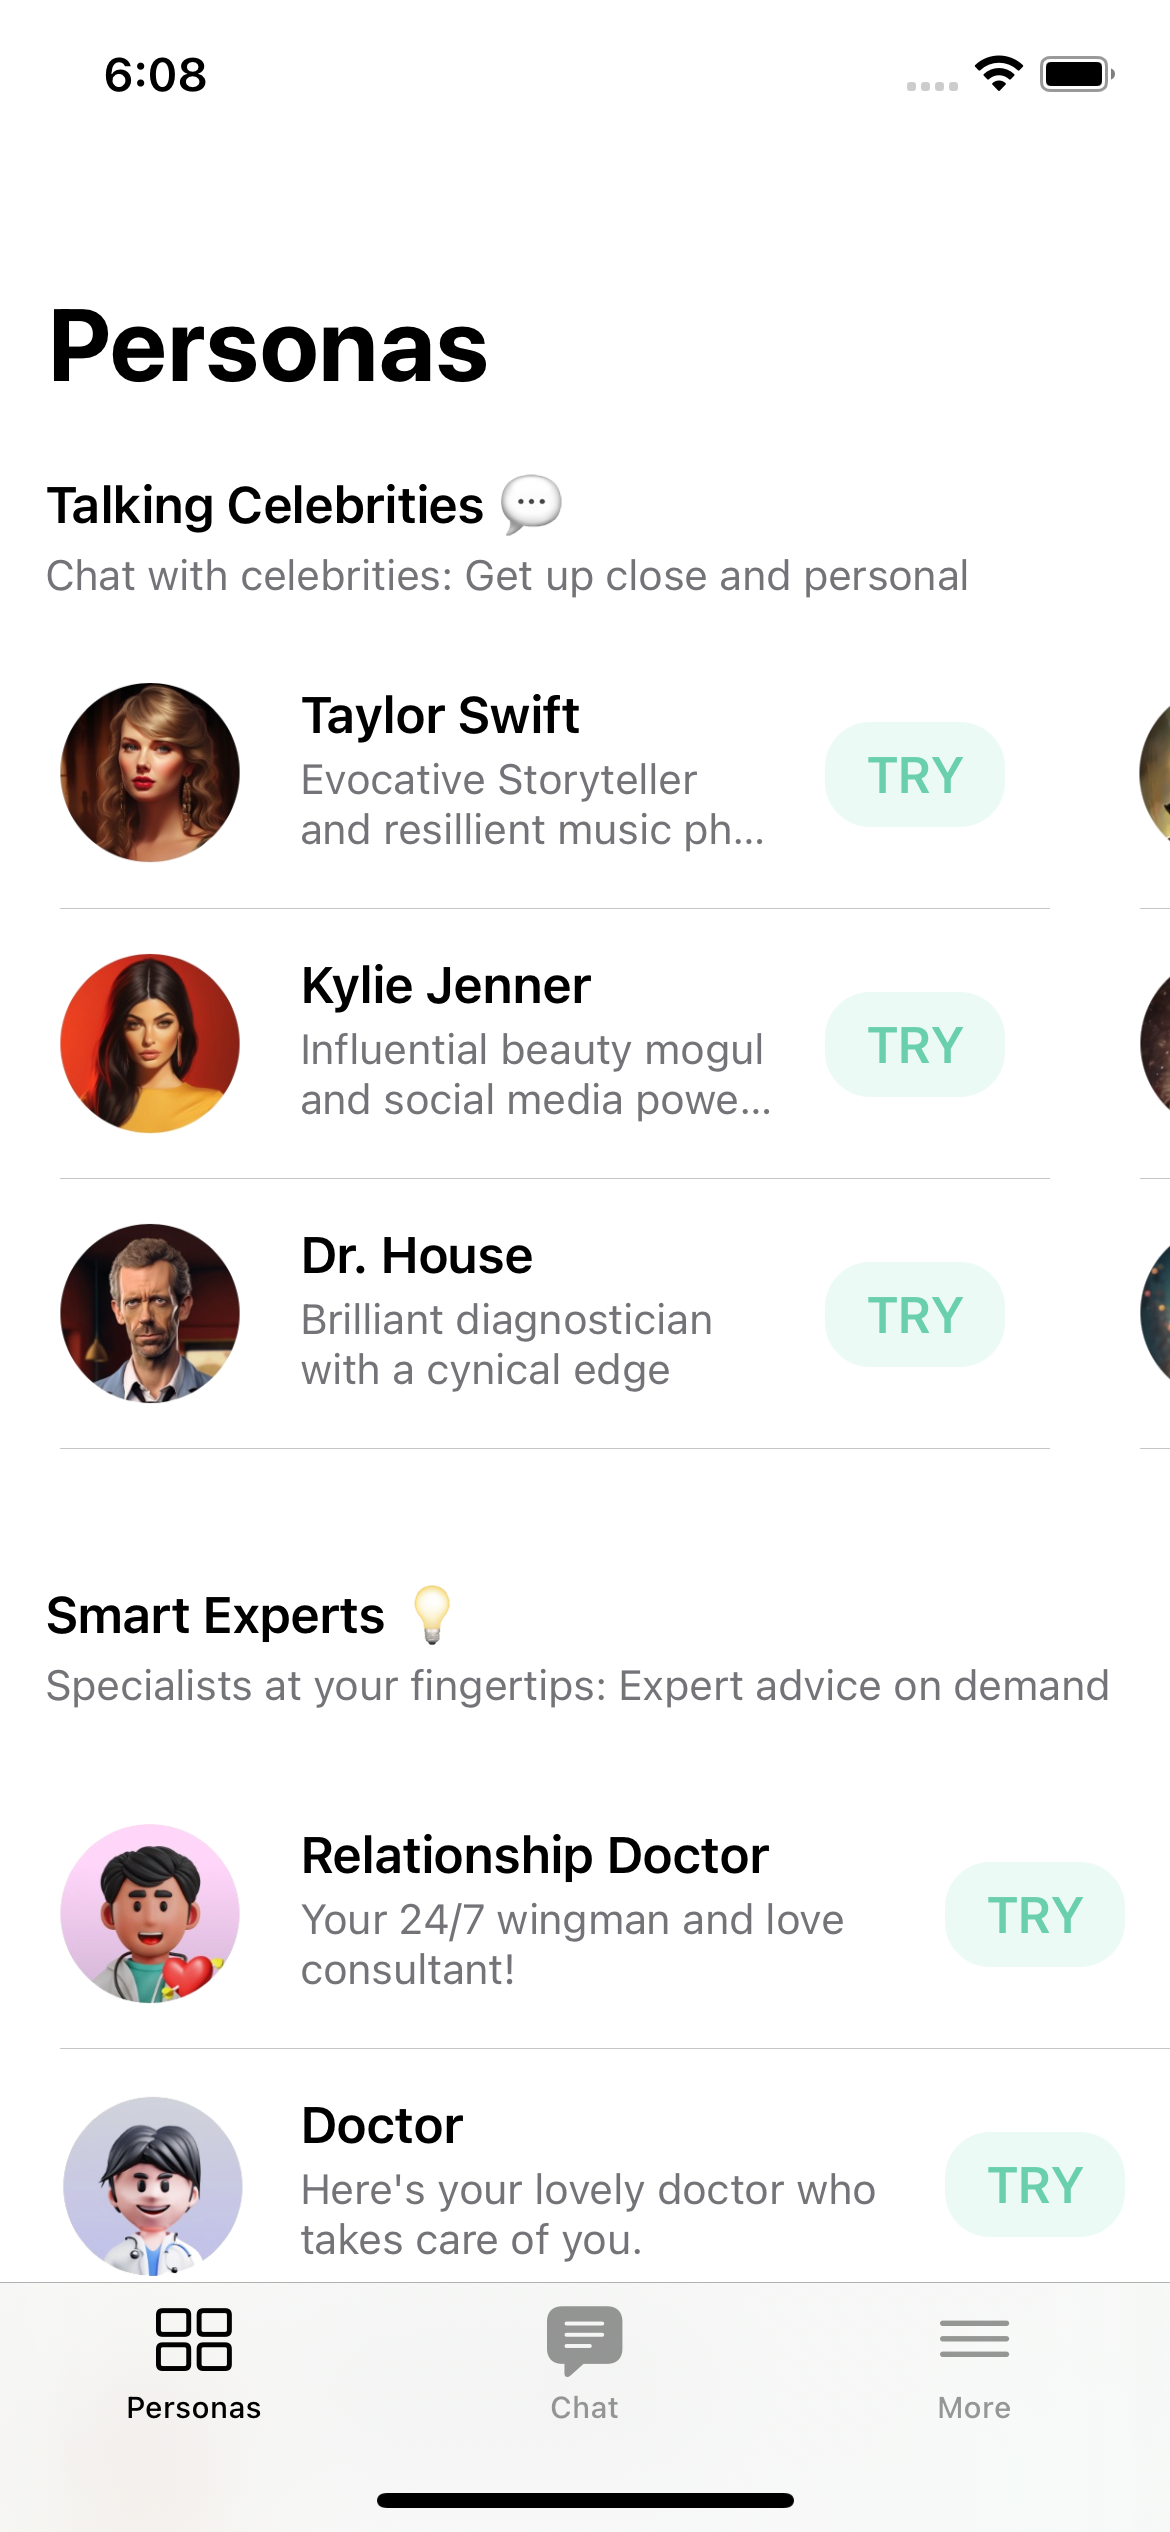 6:08
Personas
Talking Celebrities
Chat with celebrities: Get up close and personal
Taylor Swift
Evocative Storyteller
and resillient music ph...
TRY
Kylie Jenner
Influential beauty mogul
and social media powe...
TRY
Dr. House
Brilliant diagnostician
with a cynical edge
TRY
Smart Experts
Specialists at your fingertips: Expert advice on demand
Relationship Doctor
Your 24/7 wingman and love
consultant!
TRY
Doctor
Here's your lovely doctor who
takes care of you.
TRY
Personas
Chat
More